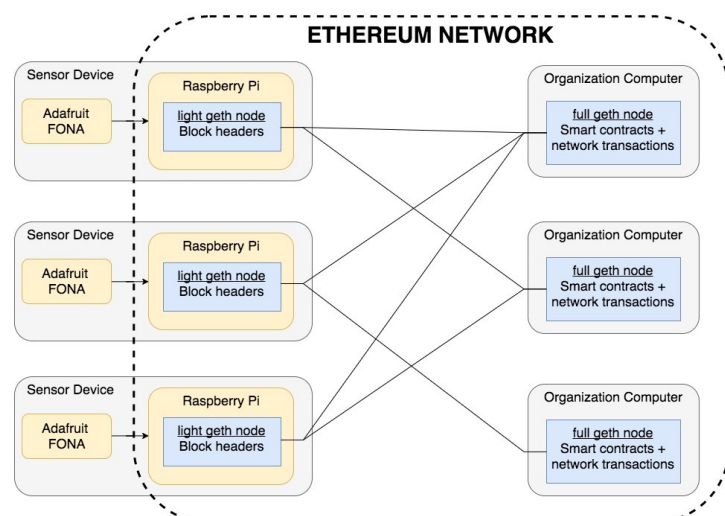 ETHEREUM NETWORK
Sensor Device
Adafruit
FONA
Raspberry Pi
light geth node
Block headers
Organization Computer
full geth node
Smart contracts +
network transactions
Sensor Device
Adafruit
FONA
Raspberry Pi
light geth node
Block headers
Organization Computer
full geth node
Smart contracts +
network transactions
Sensor Device
Adafruit
FONA
Raspberry Pi
light geth node
Block headers
Organization Computer
full geth node
Smart contracts +
network transactions